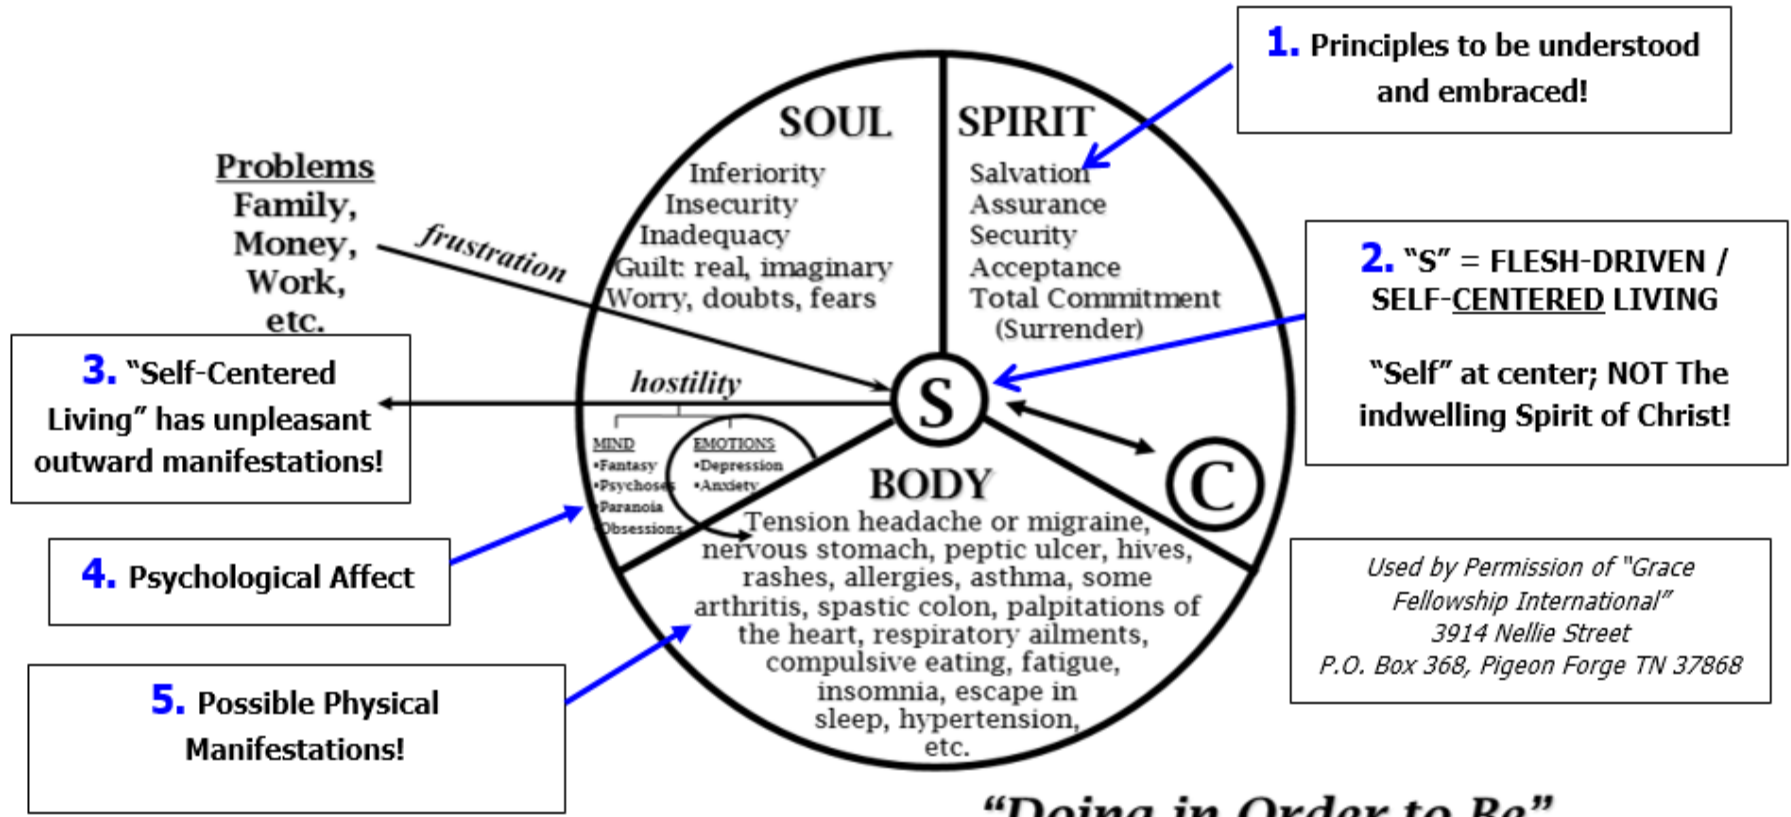 1. Principles to be understood
and embraced!
SOUL
SPIRIT
Problems
Family,
Money,
Work,
etc.
frustration
Inferiority
Insecurity
Inadequacy
Guilt: real, imaginary
Worry, doubts, fears
Salvation
Assurance
Security
Acceptance
Total Commitment
(Surrender)
2. “S” = FLESH-DRIVEN /
SELF-CENTERED LIVING
“Self” at center; NOT The
indwelling Spirit of Christ!
3. “Self-Centered
Living” has unpleasant
outward manifestations!
hostility
S
C
MIND
•Fantasy
•Psychoses
•Paranoia
•Obsessions
EMOTIONS
•Depression
•Anxiety
4. Psychological Affect
BODY
Tension headache or migraine,
nervous stomach, peptic ulcer, hives,
rashes, allergies, asthma, some
arthritis, spastic colon, palpitations of
the heart, respiratory ailments,
compulsive eating, fatigue,
insomnia, escape in
sleep, hypertension,
etc.
5. Possible Physical
Manifestations!
Used by Permission of “Grace
Fellowship International”
3914 Nellie Street
P.O. Box 368, Pigeon Forge TN 37868
“Doing in Order to Be”